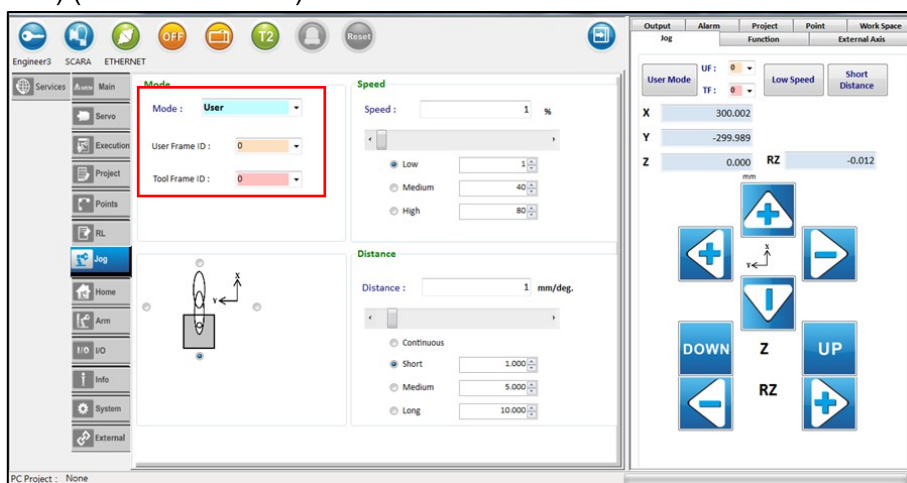 OFF
T2
Reset
Engineer3 SCARA ETHERNET
Services
Main
Servo
Execution
Project
Points
RL
Jog
Home
Arm
I/O I/O
Info
System
External
Mode
Mode : User
User Frame ID : 0
Tool Frame ID : 0
X
Y
Speed
Speed : 1 %
Low 1
Medium 40
High 80
Distance
Distance : 1 mm/deg.
Continuous
Short 1.000
Medium 5.000
Long 10.000
Output Alarm Project Point Work Space
Jog Function External Axis
User Mode
UF : 0
TF : 0
Low Speed
Short
Distance
X 300.002
Y -299.989
Z 0.000 RZ -0.012
mm
X
Y
DOWN Z UP
RZ
PC Project : None